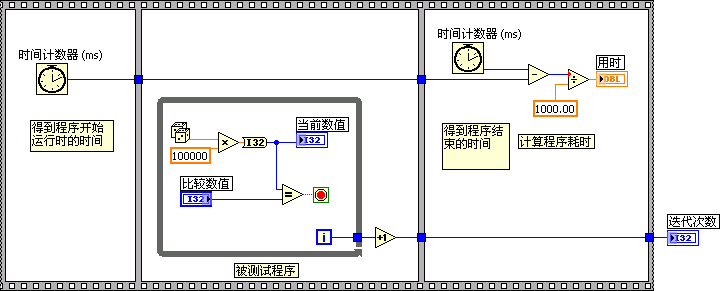 时间计数器 (ms)
得到程序开始
运行时的时间
100000
I32
当前数值
I32
比较数值
I32
i
+1
被测试程序
时间计数器 (ms)
用时
DBL
1000.00
得到程序结
束的时间
计算程序耗时
迭代次数
I32